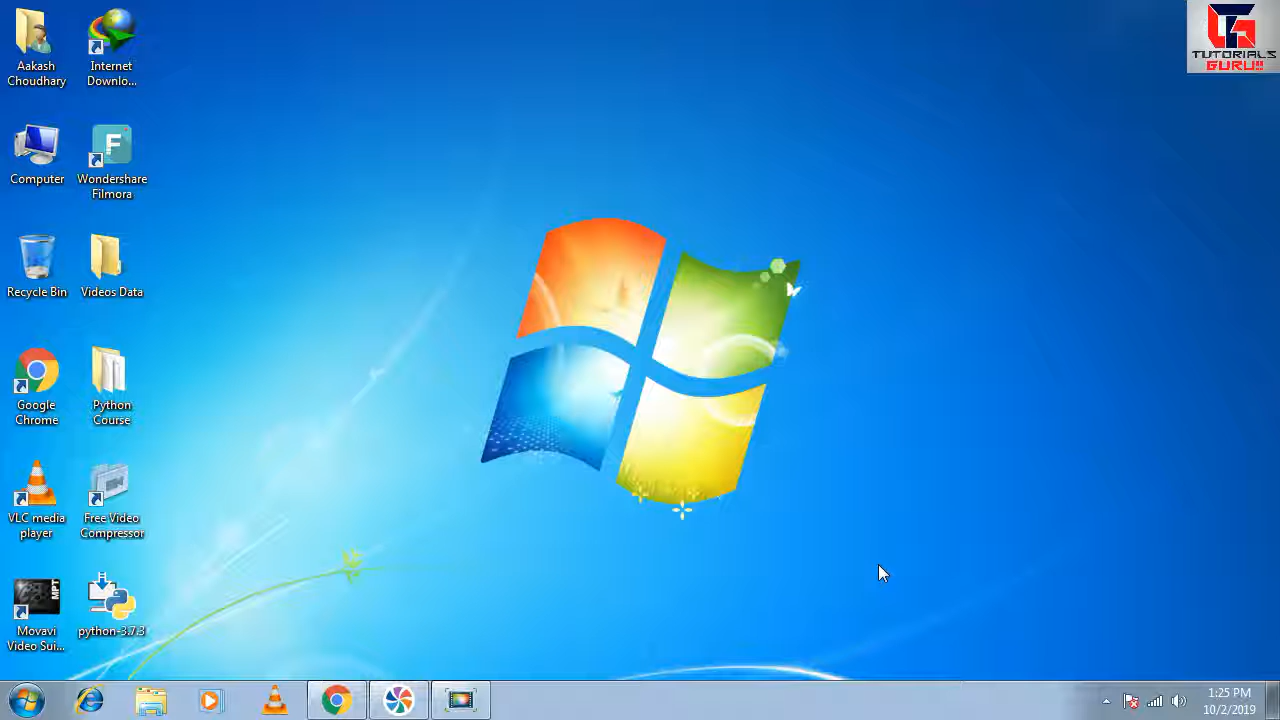 Aakash
Choudhary
Internet
Downlo...
Computer
Wondershare
Filmora
Recycle Bin
Videos Data
Google
Chrome
Python
Course
VLC media
player
Free Video
Compressor
MPT
Movavi
Video Sui...
python-3.7.3
TUTORIALS
GURU!!
1:25 PM
10/2/2019